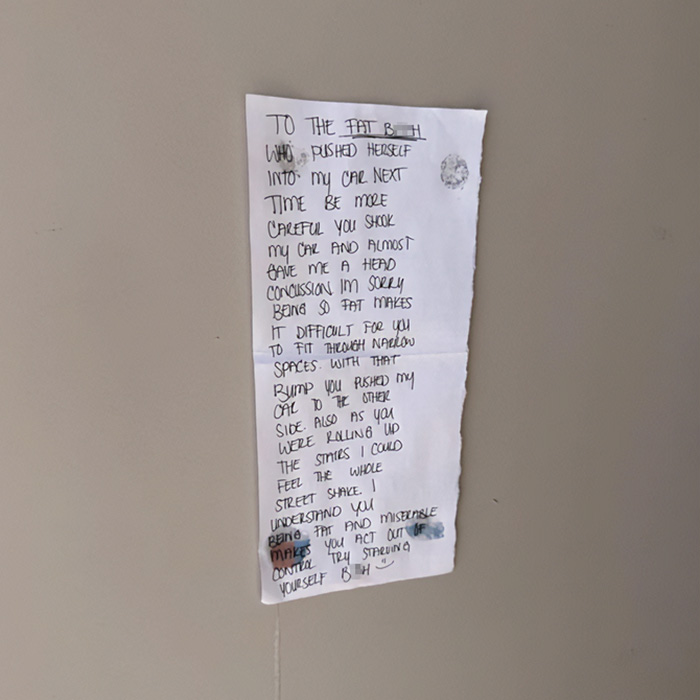 TO THE FAT B H
WHO PUSHED HERSELF
INTO MY CAR NEXT
TIME BE MORE
CAREFUL YOU SHOOK
MY CAR AND ALMOST
GAVE ME A HEAD
CONCUSSION IM SORRY
BEING SO FAT MAKES
IT DIFFICULT FOR YOU
TO FIT THROUGH NARROW
SPACES. WITH THAT
BUMP YOU PUSHED MY
CAR TO THE OTHER
SIDE. ALSO AS YOU
WERE ROLLING UP
THE STAIRS I COULD
FEEL THE WHOLE
STREET SHAKE. I
UNDERSTAND YOU
BEING FAT AND MISERABLE
MAKES YOU ACT OUT OF
CONTROL TRY STARVING
YOURSELF B H